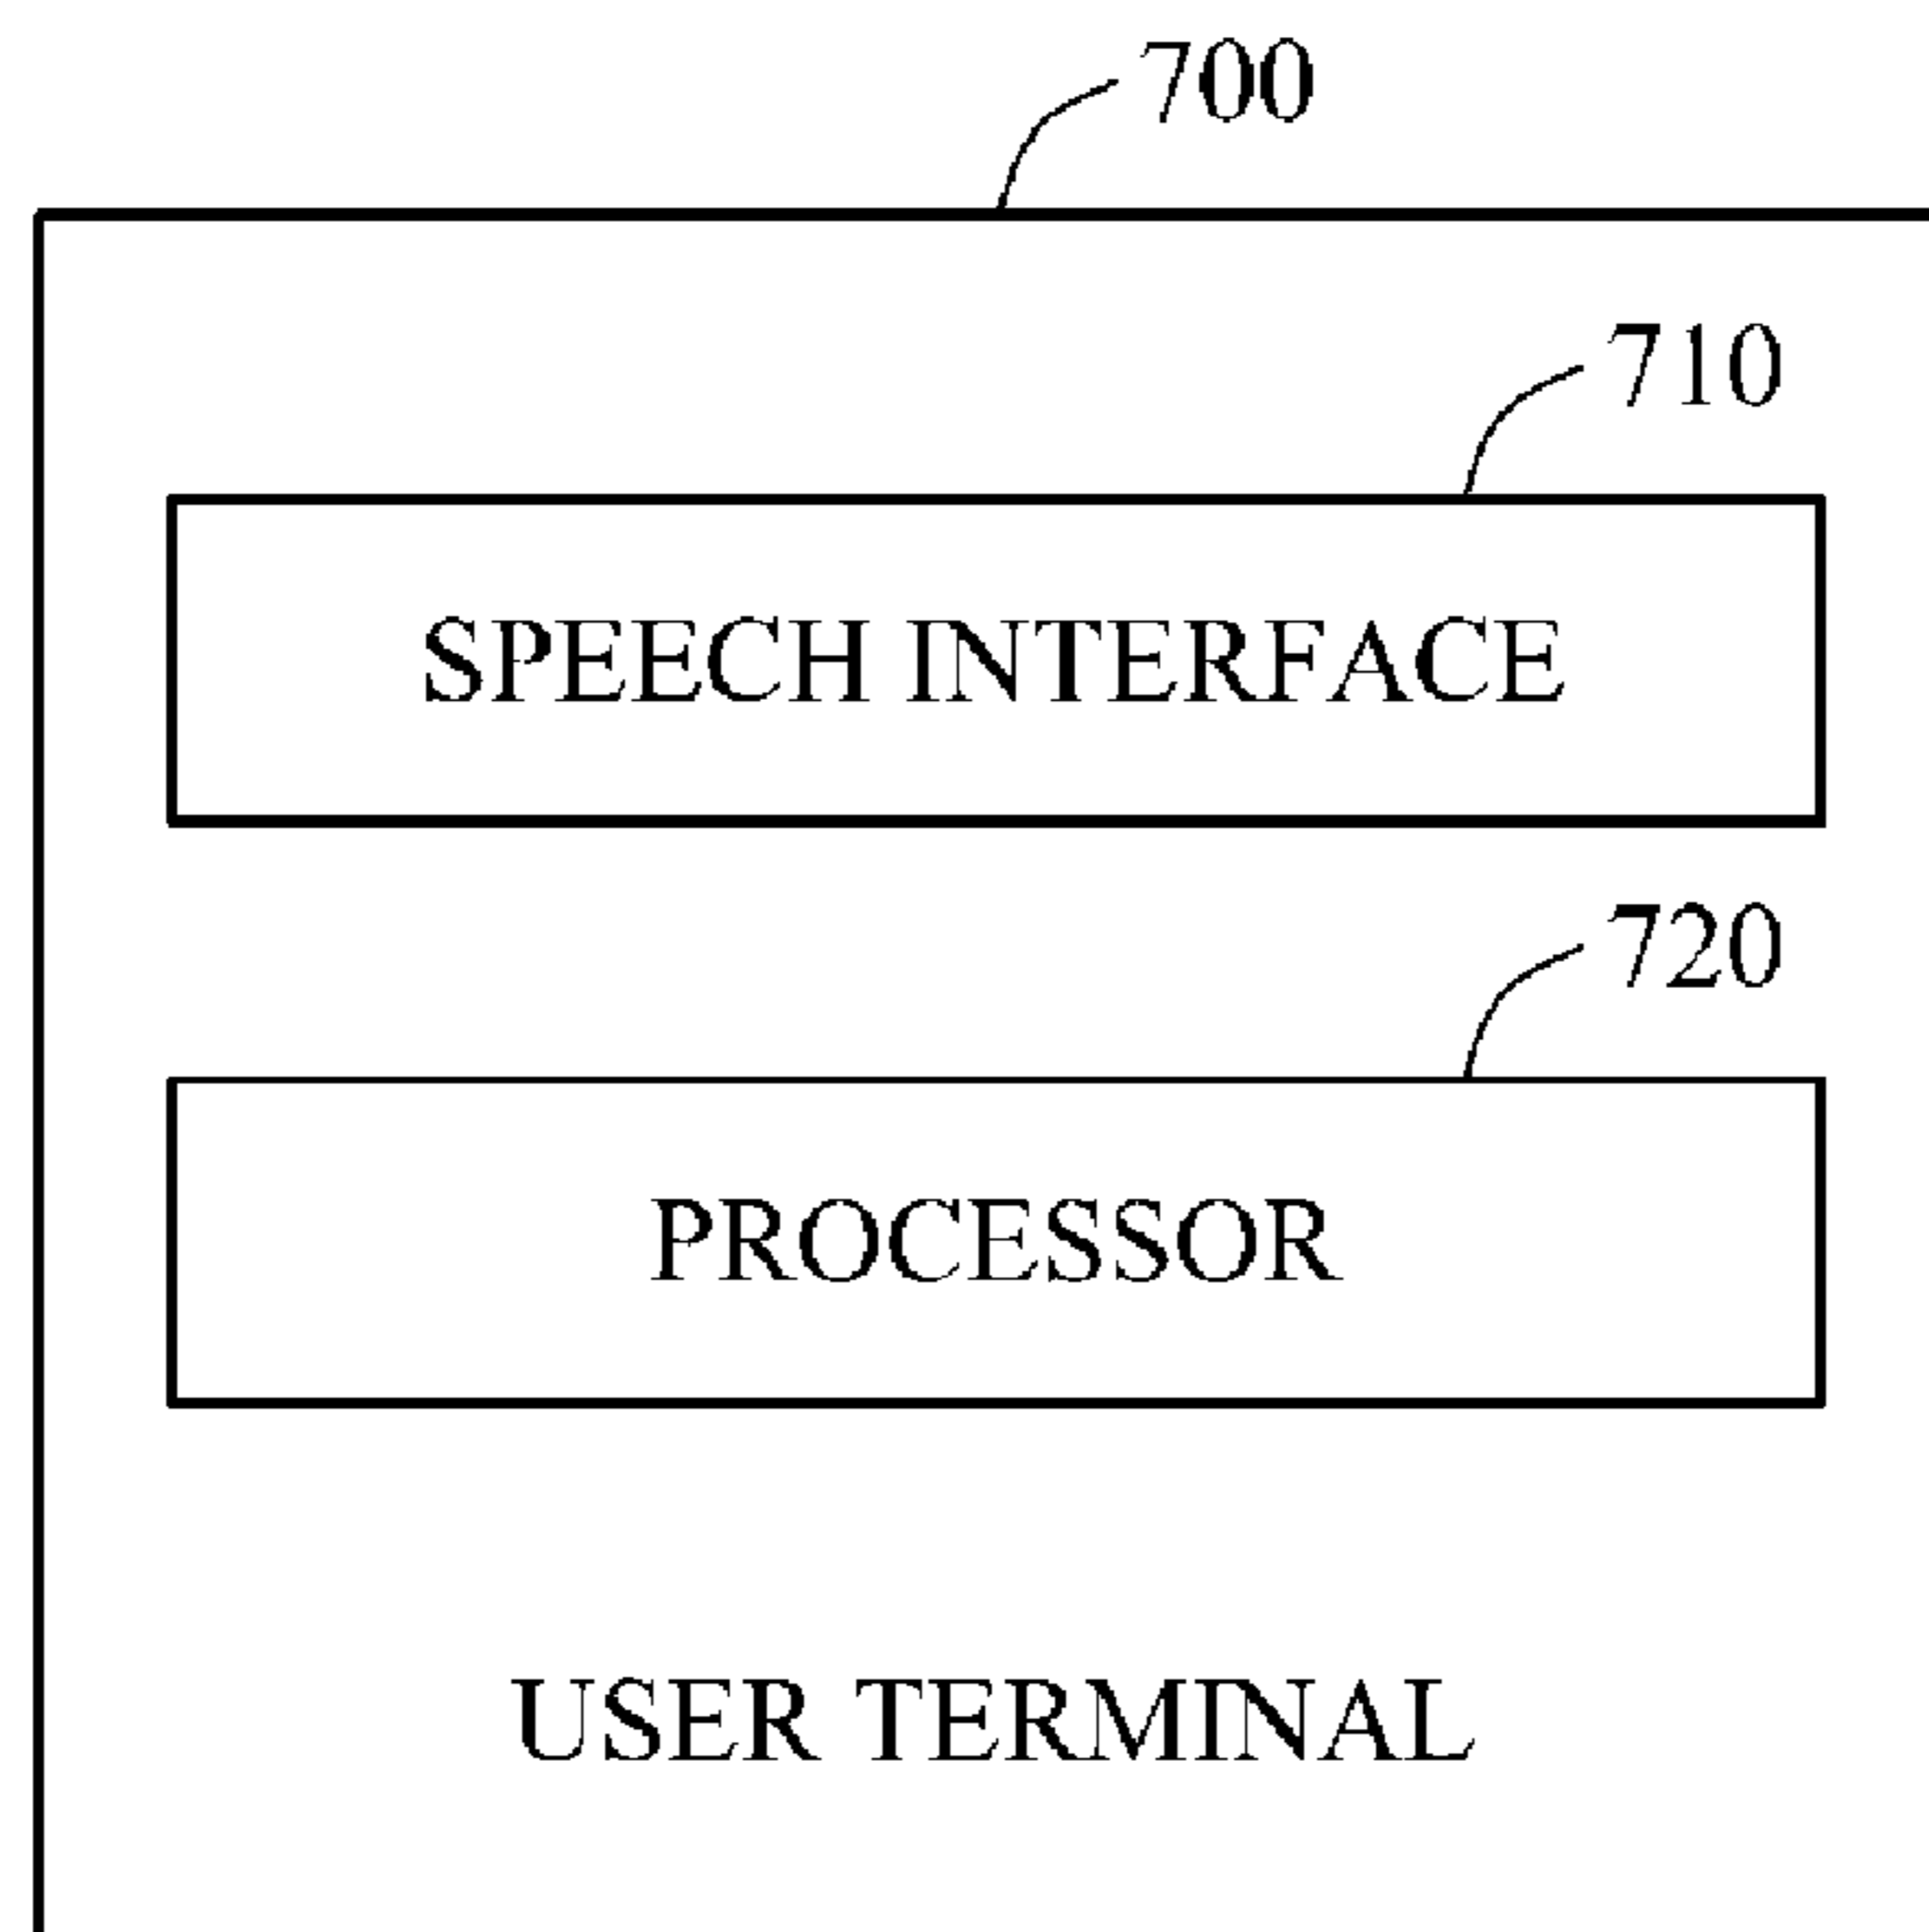 700
710
SPEECH INTERFACE
720
PROCESSOR
USER TERMINAL